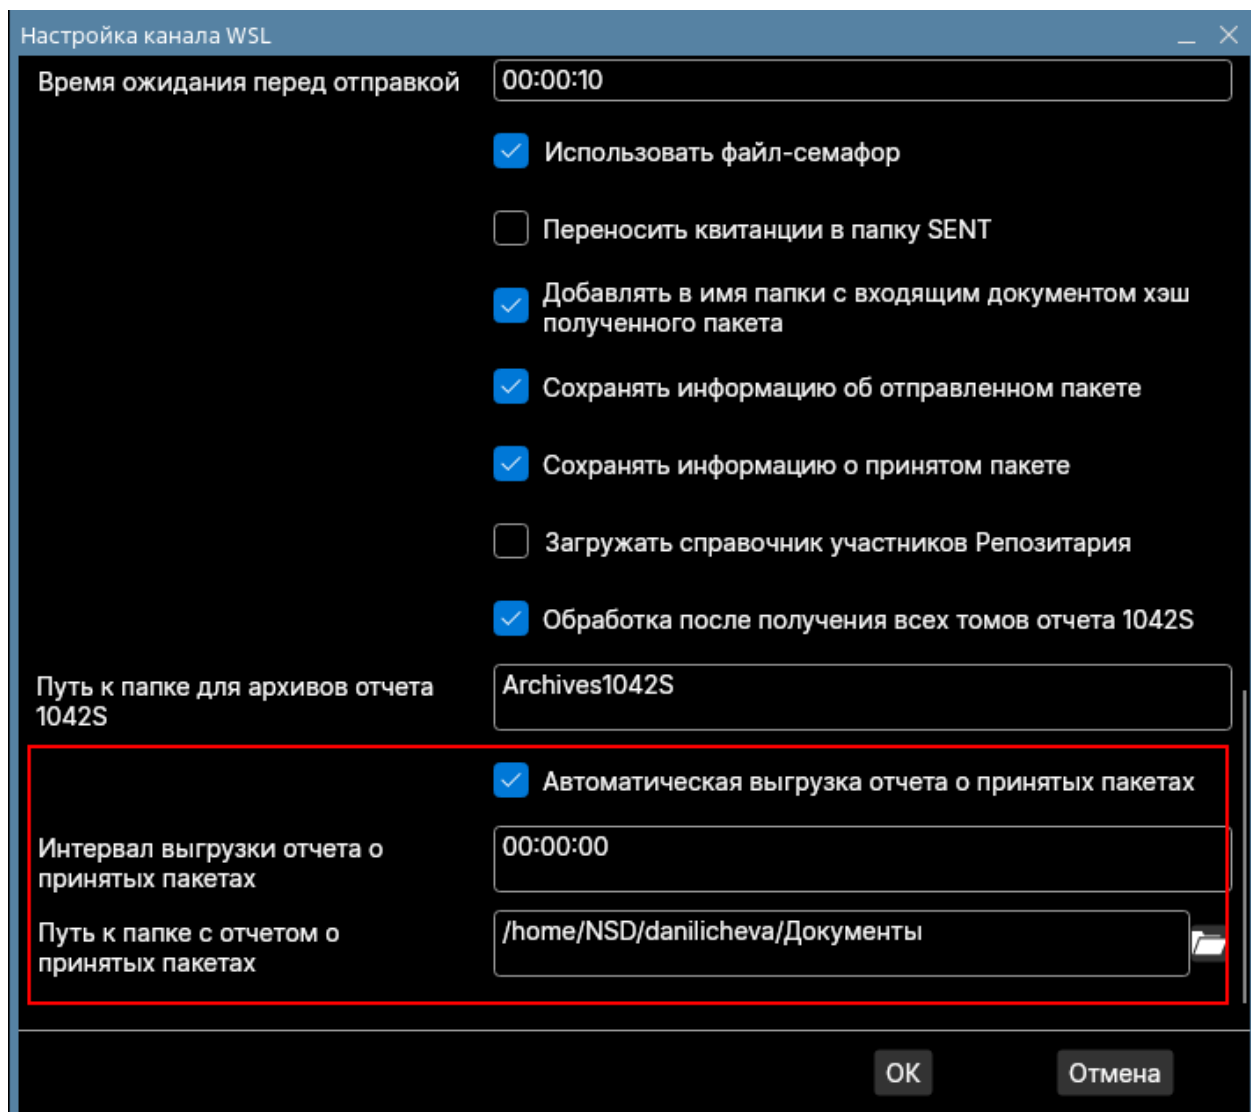 Настройка канала WSL
Время ожидания перед отправкой
00:00:10
Использовать файл-семафор
Переносить квитанции в папку SENT
Добавлять в имя папки с входящим документом хэш
полученного пакета
Сохранять информацию об отправленном пакете
Сохранять информацию о принятом пакете
Загружать справочник участников Репозитария
Обработка после получения всех томов отчета 1042S
Путь к папке для архивов отчета
1042S
Archives1042S
Автоматическая выгрузка отчета о принятых пакетах
Интервал выгрузки отчета о
принятых пакетах
00:00:00
Путь к папке с отчетом о
принятых пакетах
/home/NSD/danilicheva/Документы
ОК
Отмена